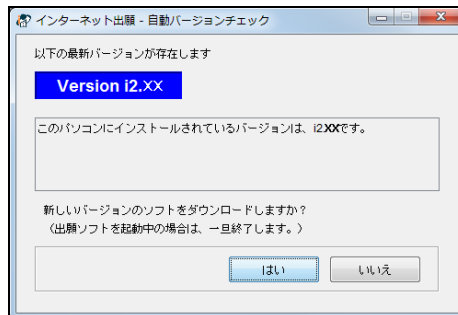 インターネット出願 - 自動バージョンチェック
以下の最新バージョンが存在します
Version i2.XX
このパソコンにインストールされているバージョンは、i2XXです。
新しいバージョンのソフトをダウンロードしますか？
（出願ソフトを起動中の場合は、一旦終了します。）
はい
いいえ